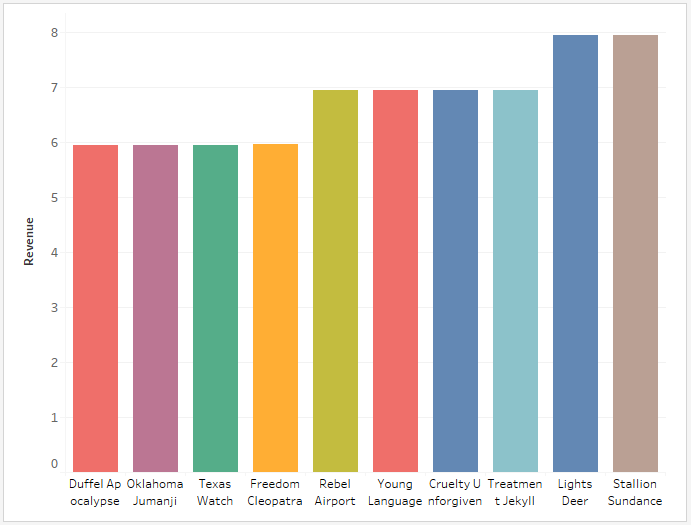 8
7
6
5
4
3
2
1
0
Revenue
Duffel Ap
ocalypse
Oklahoma
Jumanji
Texas
Watch
Freedom
Cleopatra
Rebel
Airport
Young
Language
Cruelty U
nforgiven
Treatmen
t Jekyll
Lights
Deer
Stallion
Sundance